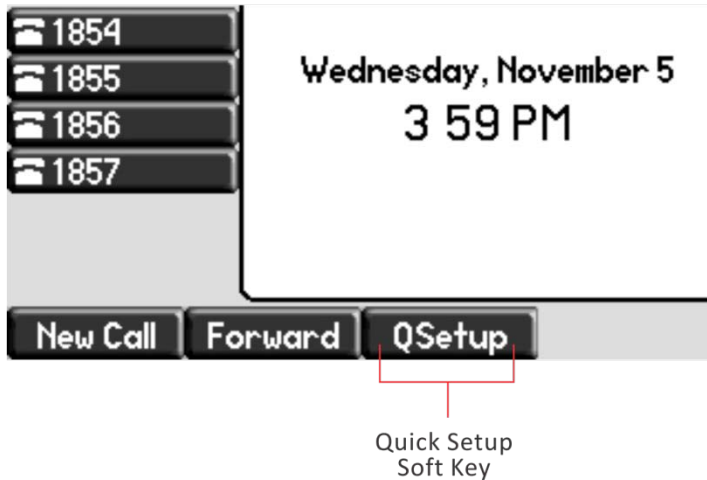 1854
1855
1856
1857
Wednesday, November 5
3 59 PM
New Call
Forward
QSetup
Quick Setup
Soft Key